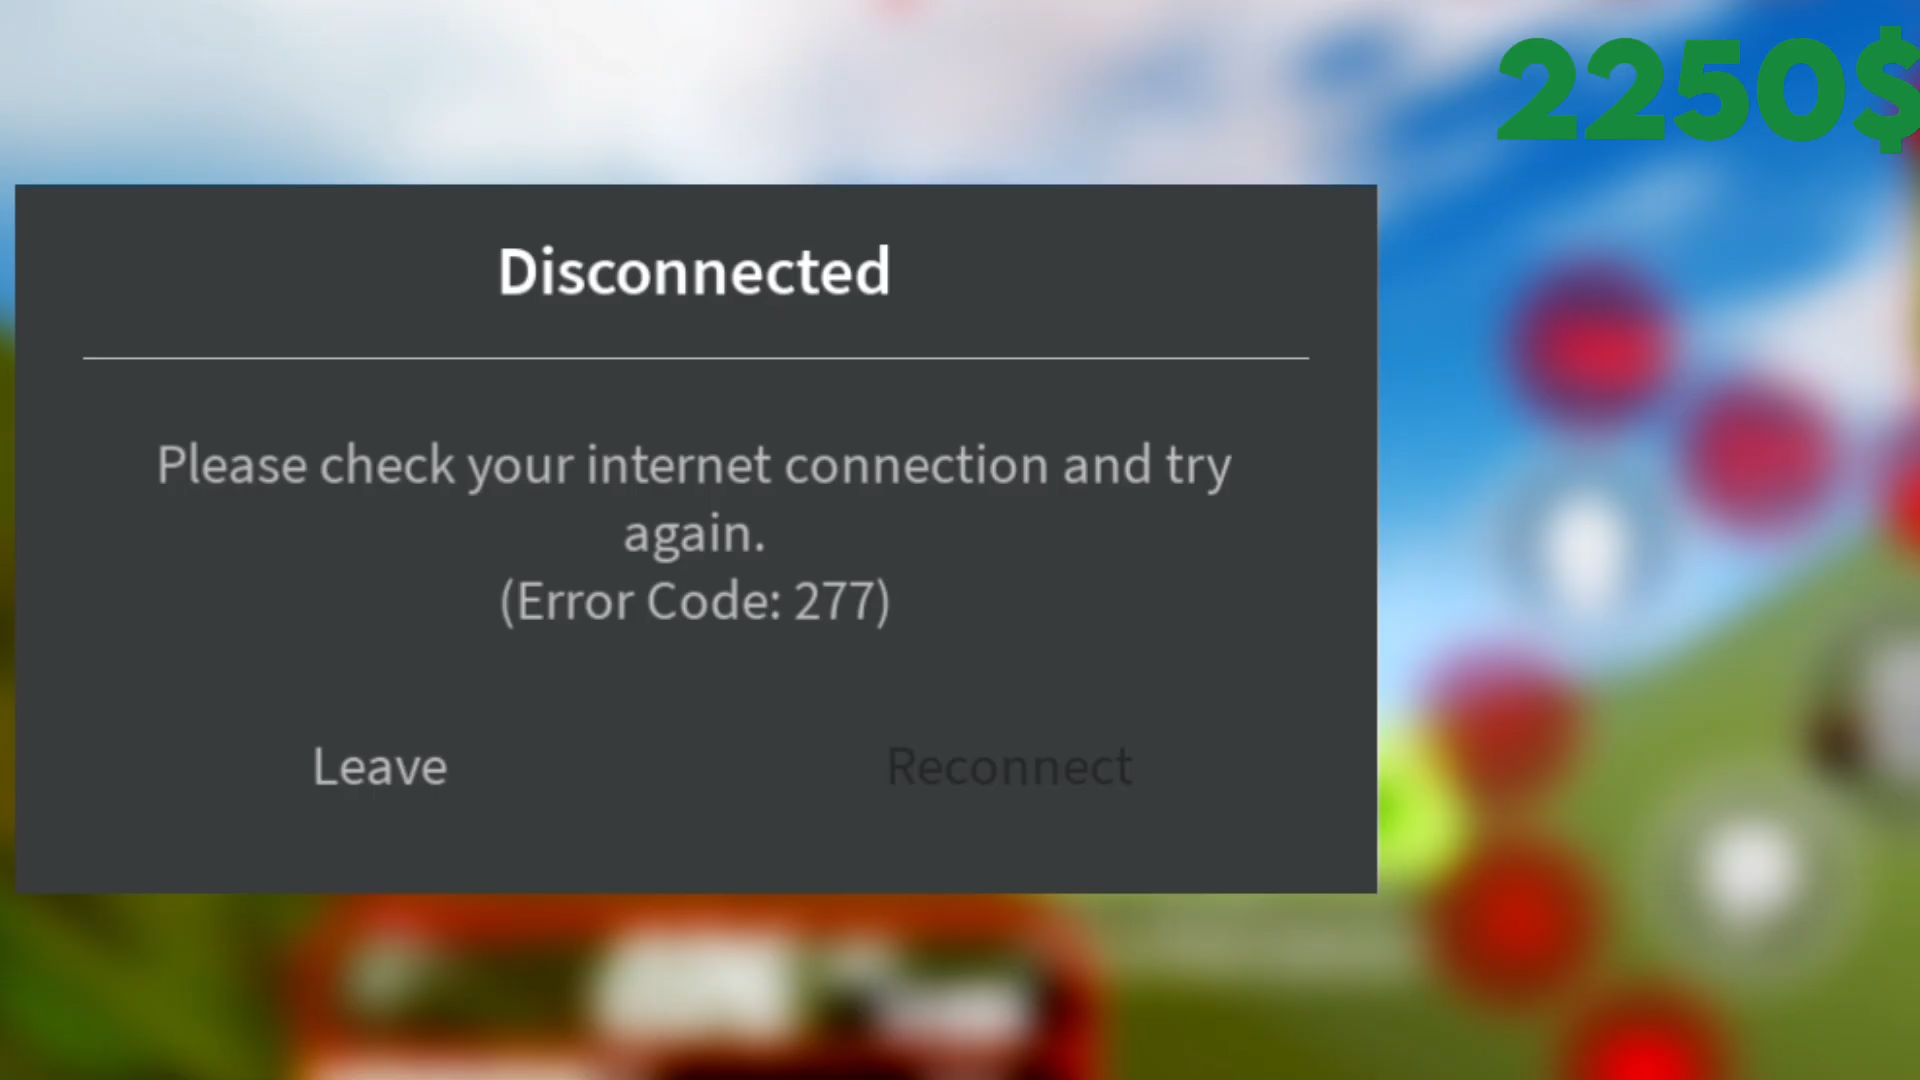 2250$
Disconnected
Please check your internet connection and try
again.
(Error Code: 277)
Leave
Reconnect